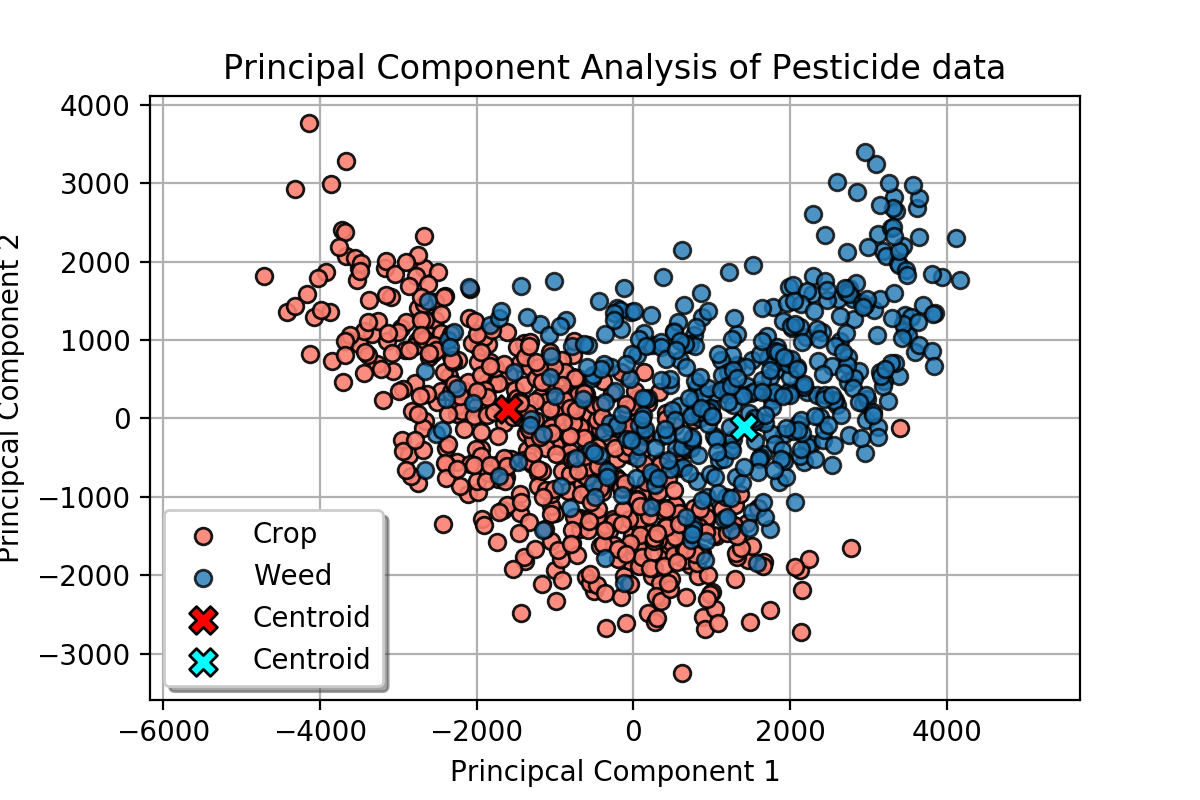 Principal Component Analysis of Pesticide data
4000
3000
2000
1000
0
−1000
−2000
−3000
Principcal Component 2
Crop
Weed
Centroid
Centroid
−6000
−4000
−2000
0
2000
4000
Principcal Component 1